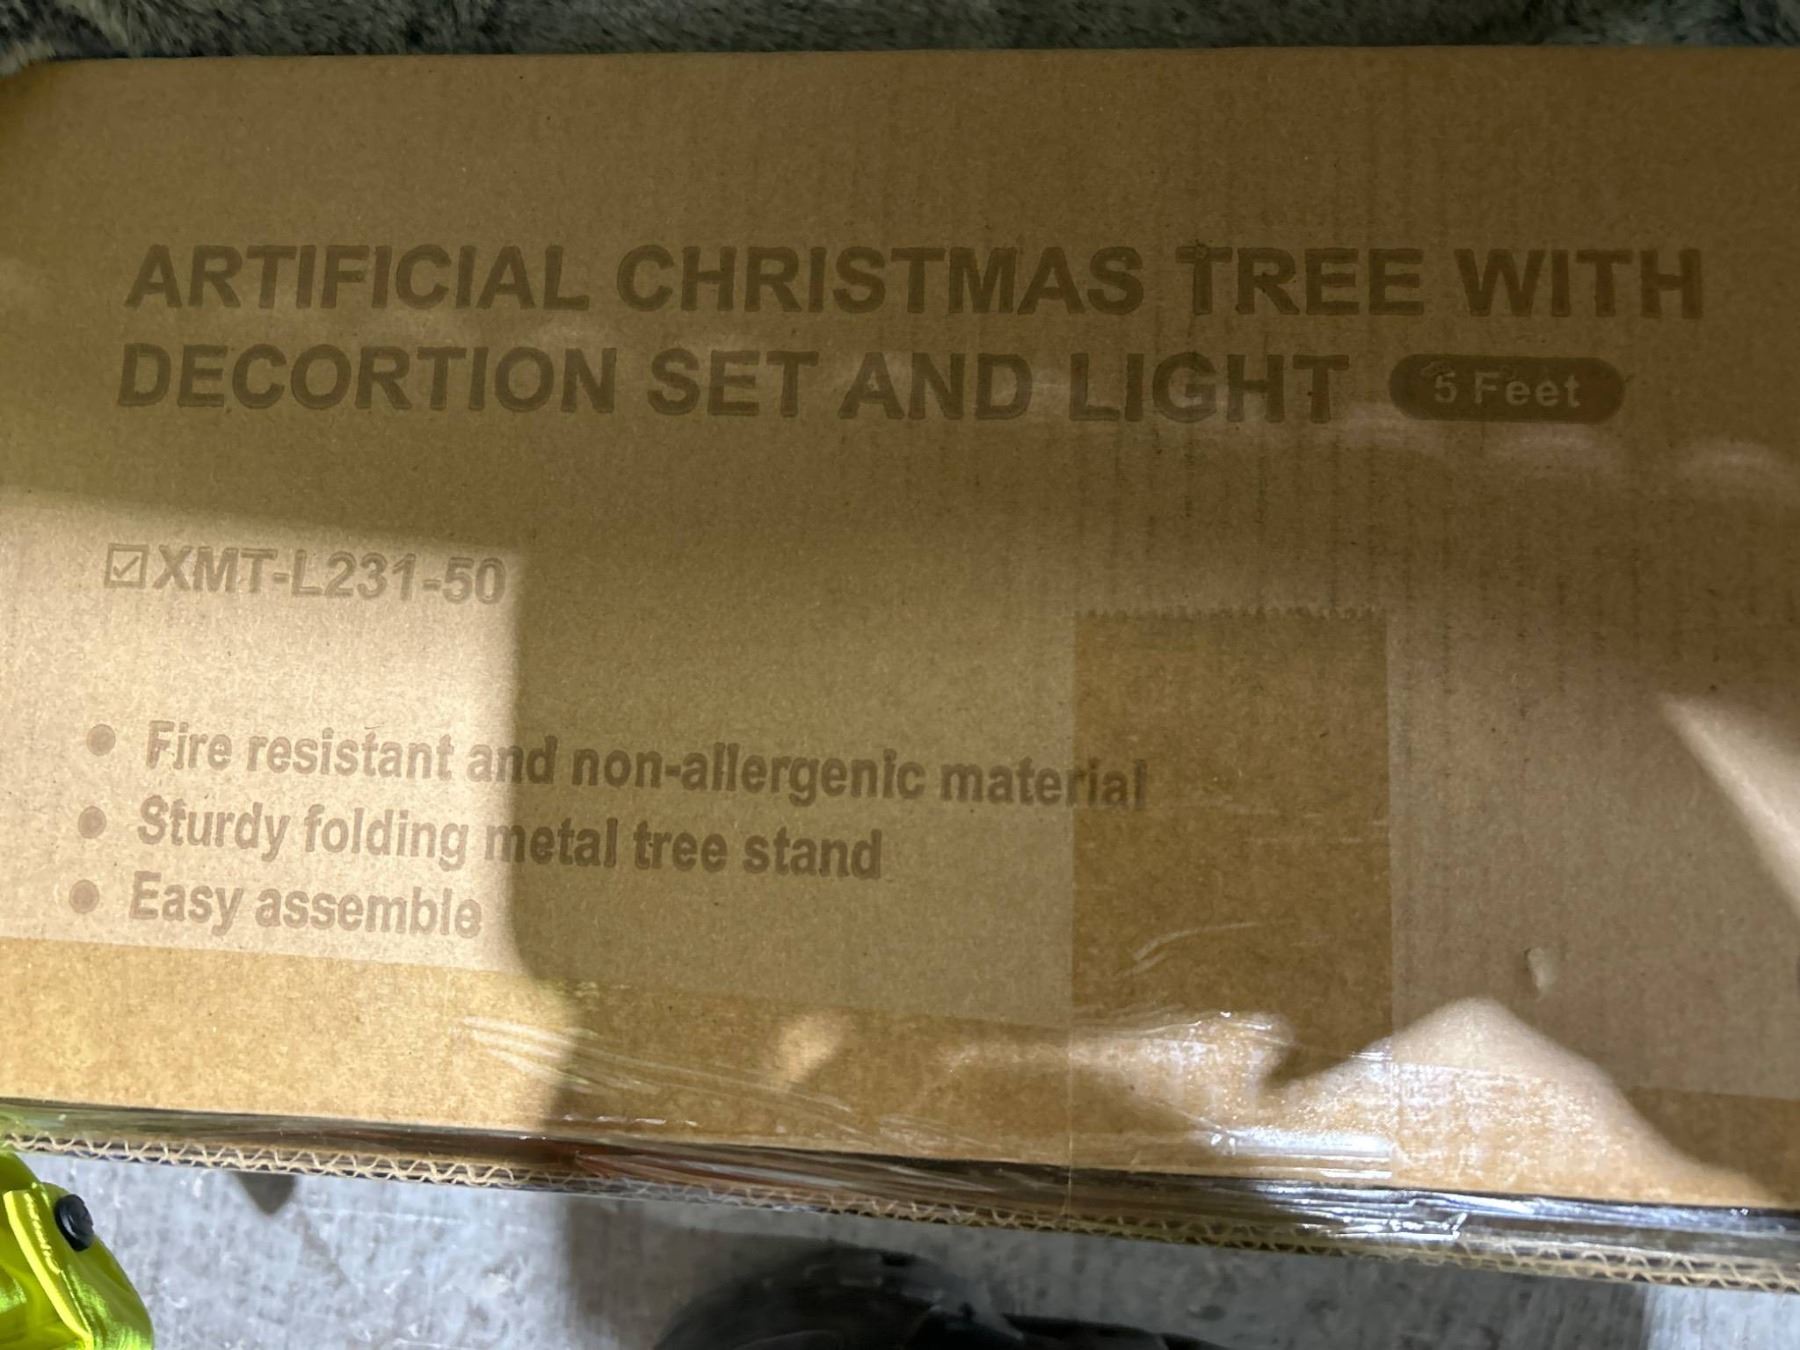 ARTIFICIAL CHRISTMAS TREE WITH
DECORTION SET AND LIGHT 5 Feet
☑XMT-L231-50
• Fire resistant and non-allergenic material
• Sturdy folding metal tree stand
• Easy assemble